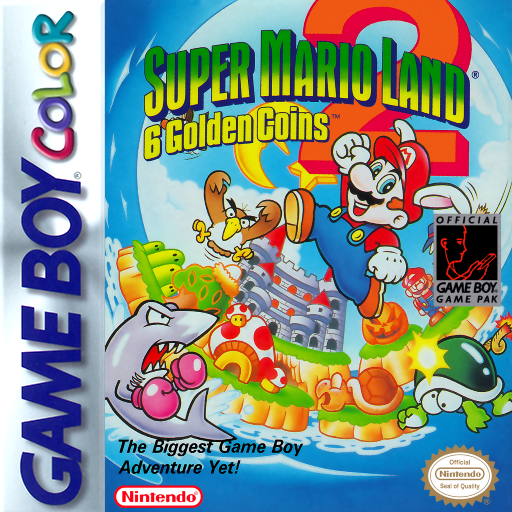 GAME BOY COLOR
®
SUPER MARIO LAND ®
2
6 Golden Coins ™
OFFICIAL
GAME BOY
GAME PAK
M
The Biggest Game Boy
Adventure Yet!
Nintendo
Official
Nintendo
Seal of Quality
®